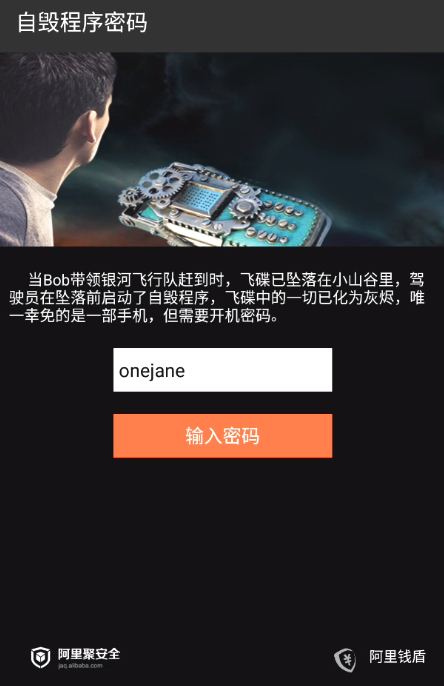 自毁程序密码
当Bob带领银河飞行队赶到时，飞碟已坠落在小山谷里，驾
驶员在坠落前启动了自毁程序，飞碟中的一切已化为灰烬，唯
一幸免的是一部手机，但需要开机密码。
onejane
输入密码
阿里聚安全
jaq.alibaba.com
阿里钱盾